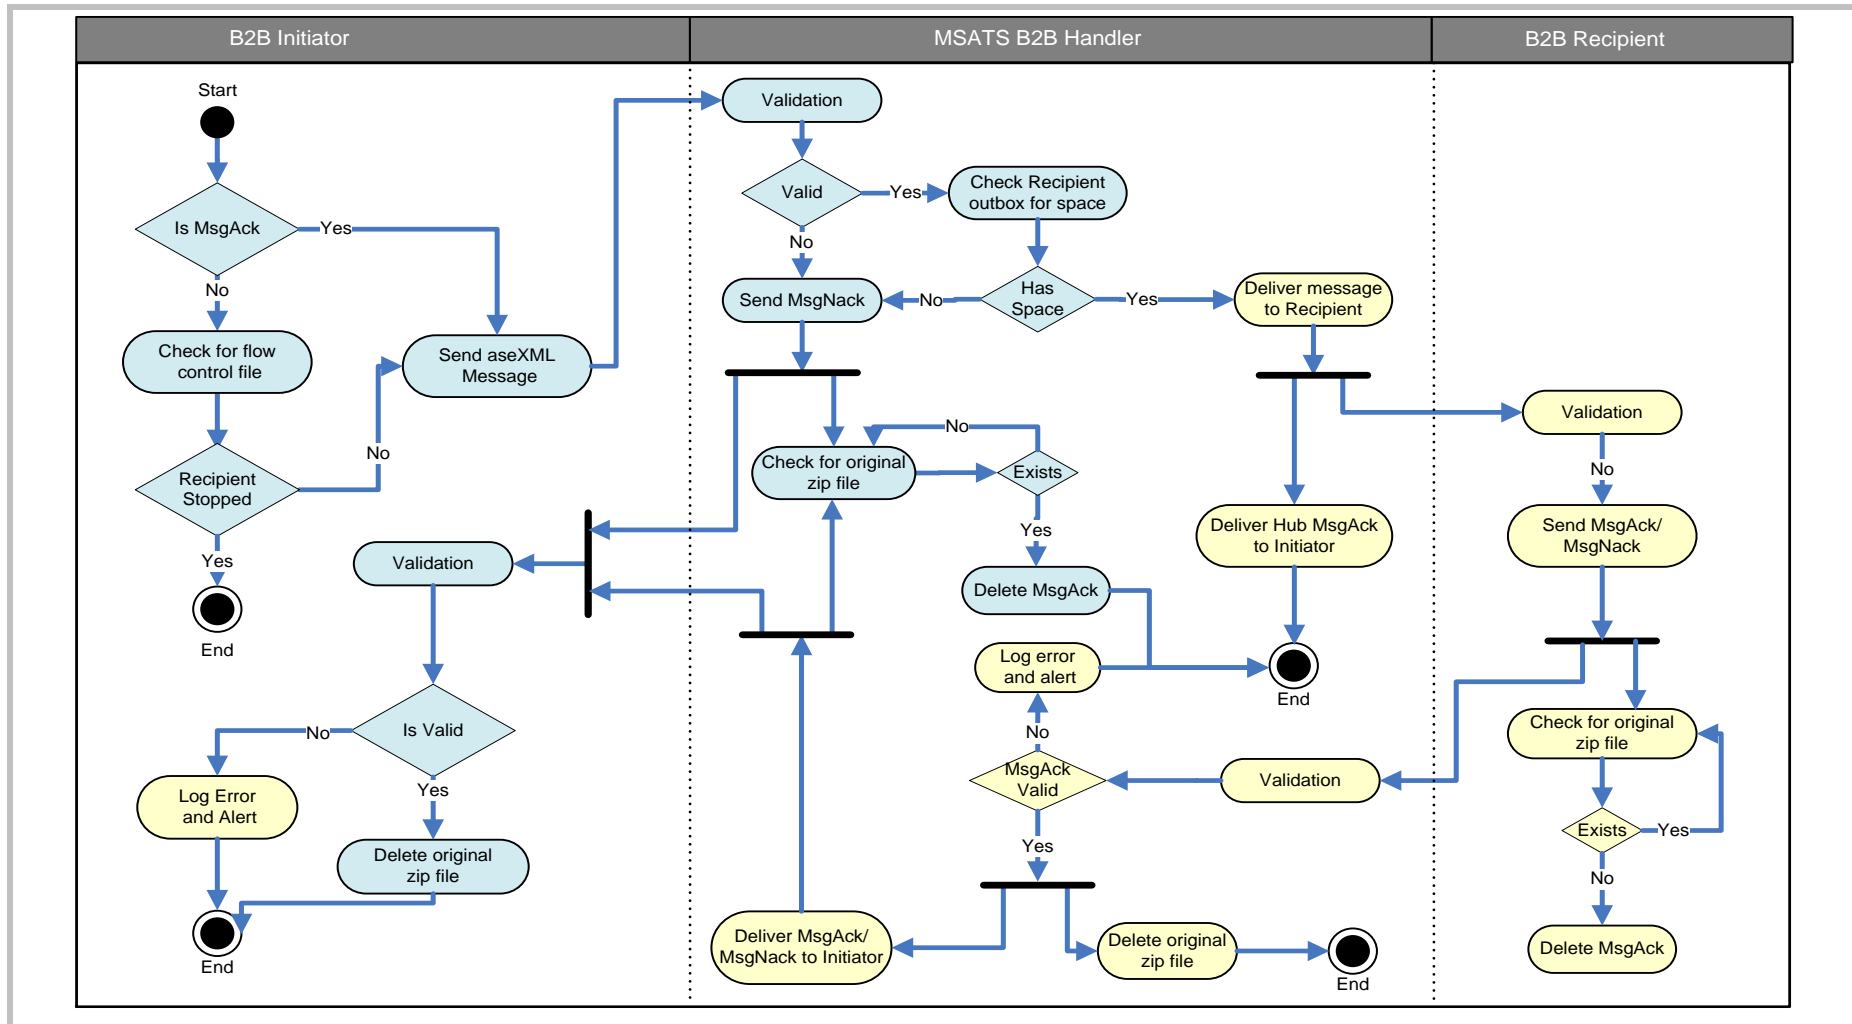 B2B Initiator
MSATS B2B Handler
B2B Recipient
Start
Is MsgAck
Yes
No
Check for flow
control file
Send aseXML
Message
No
Recipient
Stopped
Yes
End
Validation
Is Valid
No
Yes
Log Error
and Alert
Delete original
zip file
End
Validation
Valid
Yes
Check Recipient
outbox for space
No
Send MsgNack
No
Has
Space
Yes
Deliver message
to Recipient
No
Check for original
zip file
Exists
Yes
Deliver Hub MsgAck
to Initiator
Delete MsgAck
Log error
and alert
End
No
MsgAck
Valid
Validation
Yes
Deliver MsgAck/
MsgNack to Initiator
Delete original
zip file
End
Validation
No
Send MsgAck/
MsgNack
Check for original
zip file
Exists
Yes
No
Delete MsgAck